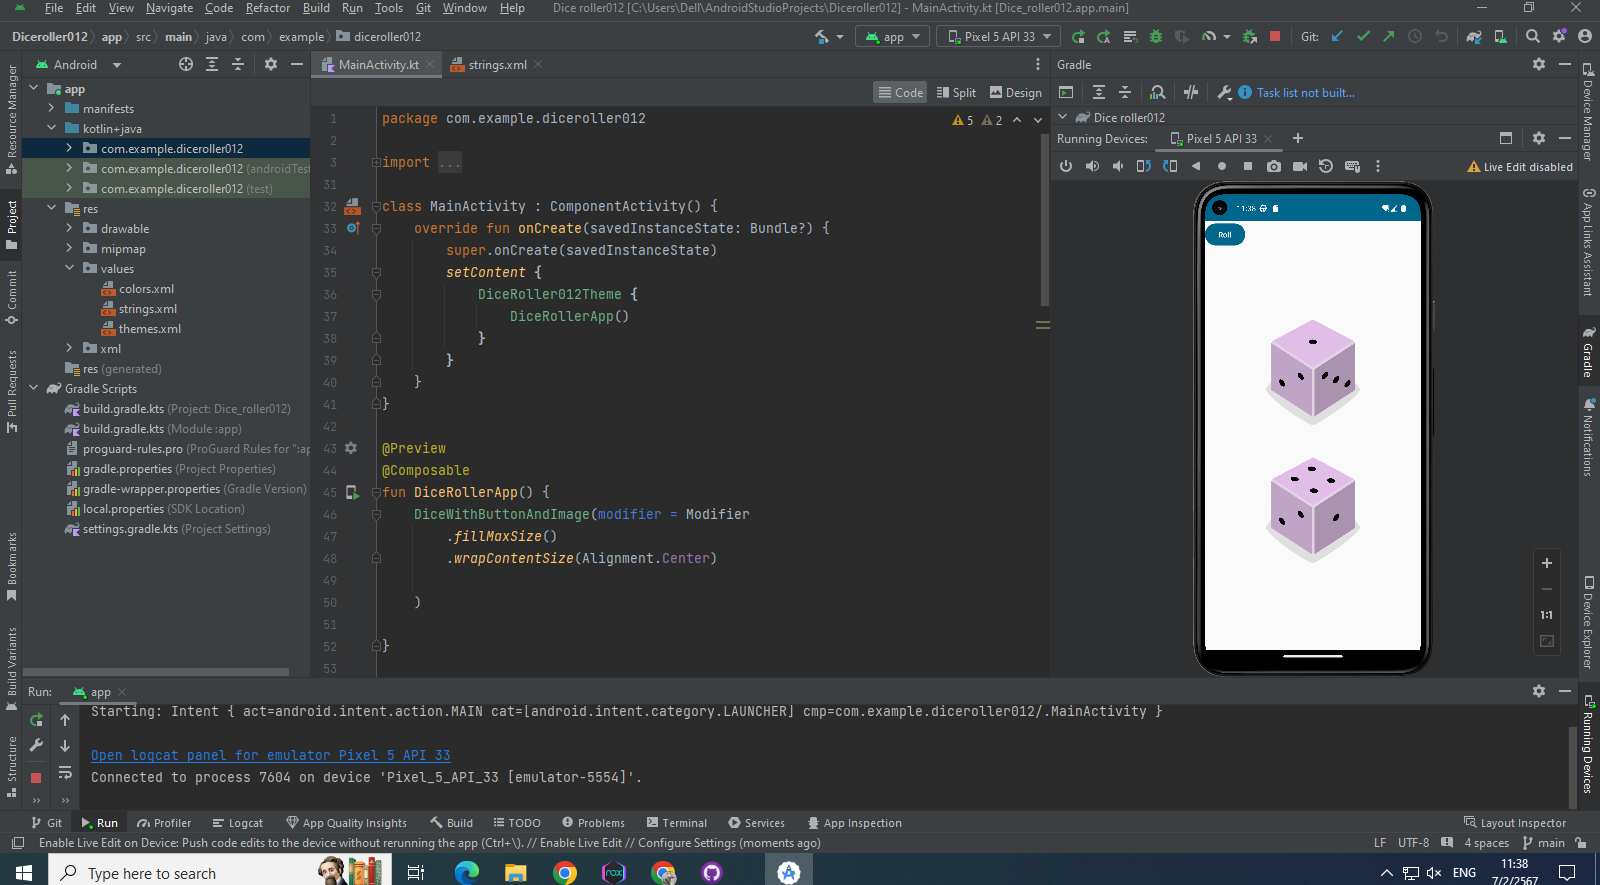 File Edit View Navigate Code Refactor Build Run Tools Git Window Help Dice roller012 [C:\Users\Dell\AndroidStudioProjects\Diceroller012] - MainActivity.kt [Dice_roller012.app.main]
Diceroller012 app src main java com example diceroller012 app Pixel 5 API 33 Git:
Android
MainActivity.kt
strings.xml
Gradle
Code Split Design
Task list not built...
Dice roller012
Running Devices: Pixel 5 API 33
Live Edit disabled
Resource Manager
Project
Commit
Pull Requests
Bookmarks
Build Variants
Structure
app
manifests
kotlin+java
com.example.diceroller012
com.example.diceroller012 (androidTest
com.example.diceroller012 (test)
res
drawable
mipmap
values
colors.xml
strings.xml
themes.xml
xml
res (generated)
Gradle Scripts
build.gradle.kts (Project: Dice_roller012)
build.gradle.kts (Module :app)
proguard-rules.pro (ProGuard Rules for ":ap
gradle.properties (Project Properties)
gradle-wrapper.properties (Gradle Version)
local.properties (SDK Location)
settings.gradle.kts (Project Settings)
5 2
1 package com.example.diceroller012
2
3 import ...
31
32 class MainActivity : ComponentActivity() {
33 override fun onCreate(savedInstanceState: Bundle?) {
34 super.onCreate(savedInstanceState)
35 setContent {
36 DiceRoller012Theme {
37 DiceRollerApp()
38 }
39 }
40 }
41 }
42
43 @Preview
44 @Composable
45 fun DiceRollerApp() {
46 DiceWithButtonAndImage(modifier = Modifier
47 .fillMaxSize()
48 .wrapContentSize(Alignment.Center)
49
50 )
51
52 }
53
11:38
Roll
1:1
Device Manager
App Links Assistant
Gradle
Notifications
Device Explorer
Running Devices
Run: app
Starting: Intent { act=android.intent.action.MAIN cat=[android.intent.category.LAUNCHER] cmp=com.example.diceroller012/.MainActivity }
Open logcat panel for emulator Pixel 5 API 33
Connected to process 7604 on device 'Pixel_5_API_33 [emulator-5554]'.
Git Run Profiler Logcat App Quality Insights Build TODO Problems Terminal Services App Inspection Layout Inspector
Enable Live Edit on Device: Push code edits to the device without rerunning the app (Ctrl+\). // Enable Live Edit // Configure Settings (moments ago) LF UTF-8 4 spaces main
Type here to search
nox
ENG
11:38
7/2/2567